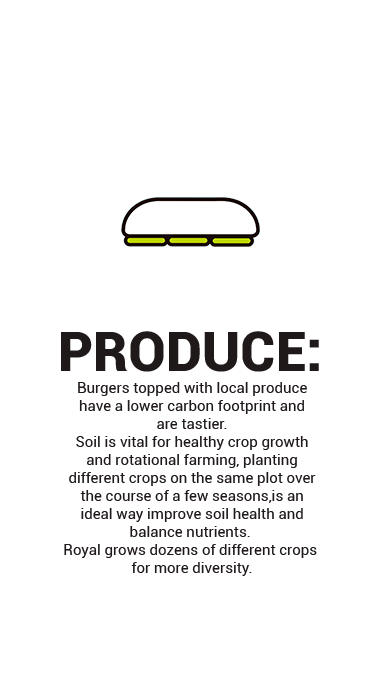 PRODUCE:
Burgers topped with local produce
have a lower carbon footprint and
are tastier.
Soil is vital for healthy crop growth
and rotational farming, planting
different crops on the same plot over
the course of a few seasons,is an
ideal way improve soil health and
balance nutrients.
Royal grows dozens of different crops
for more diversity.